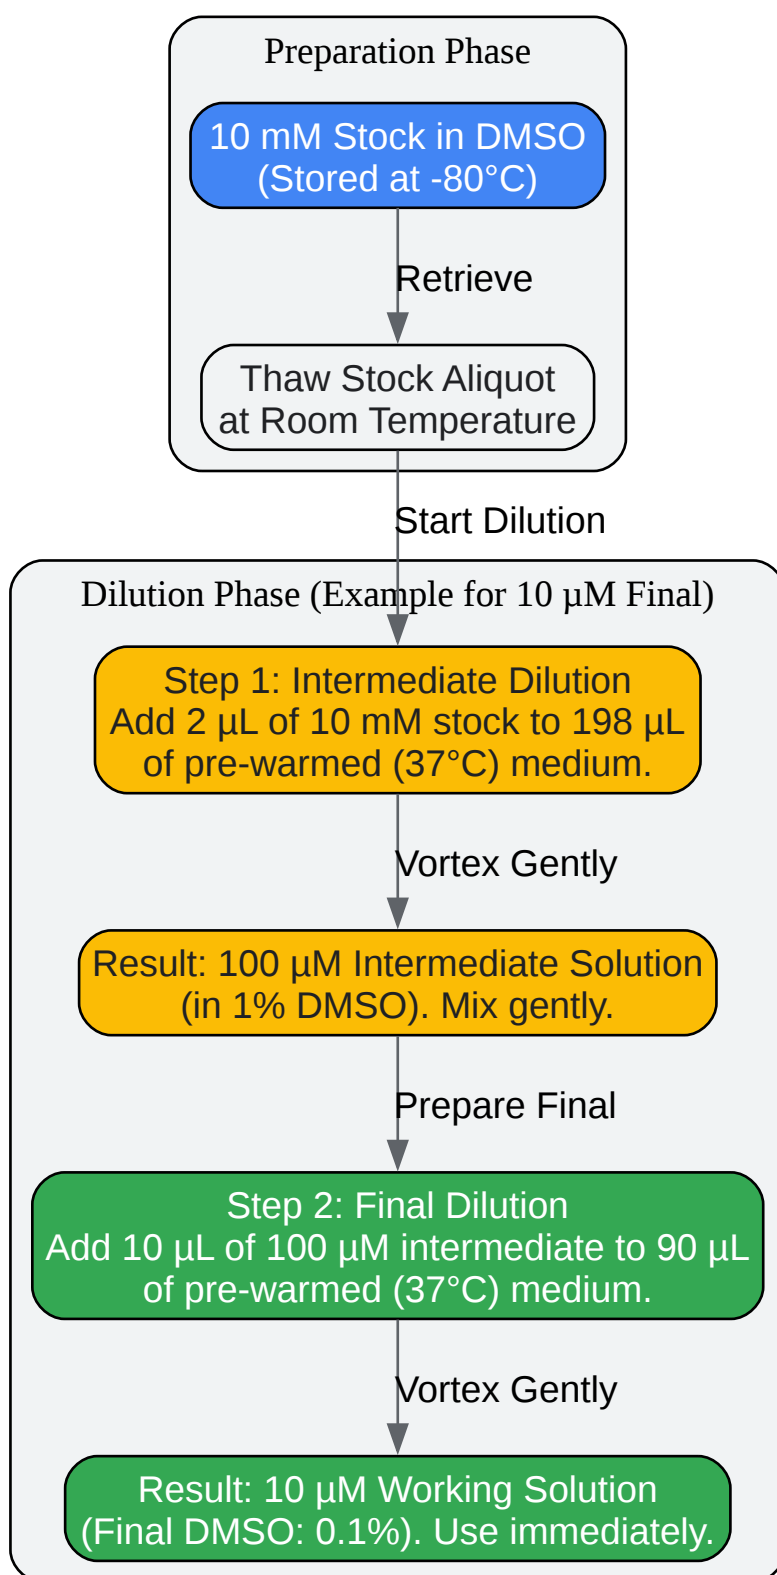 Preparation Phase
10 mM Stock in DMSO
(Stored at -80°C)
Retrieve
Thaw Stock Aliquot
at Room Temperature
Start Dilution
Dilution Phase (Example for 10 µM Final)
Step 1: Intermediate Dilution
Add 2 µL of 10 mM stock to 198 µL
of pre-warmed (37°C) medium.
Vortex Gently
Result: 100 µM Intermediate Solution
(in 1% DMSO). Mix gently.
Prepare Final
Step 2: Final Dilution
Add 10 µL of 100 µM intermediate to 90 µL
of pre-warmed (37°C) medium.
Vortex Gently
Result: 10 µM Working Solution
(Final DMSO: 0.1%). Use immediately.